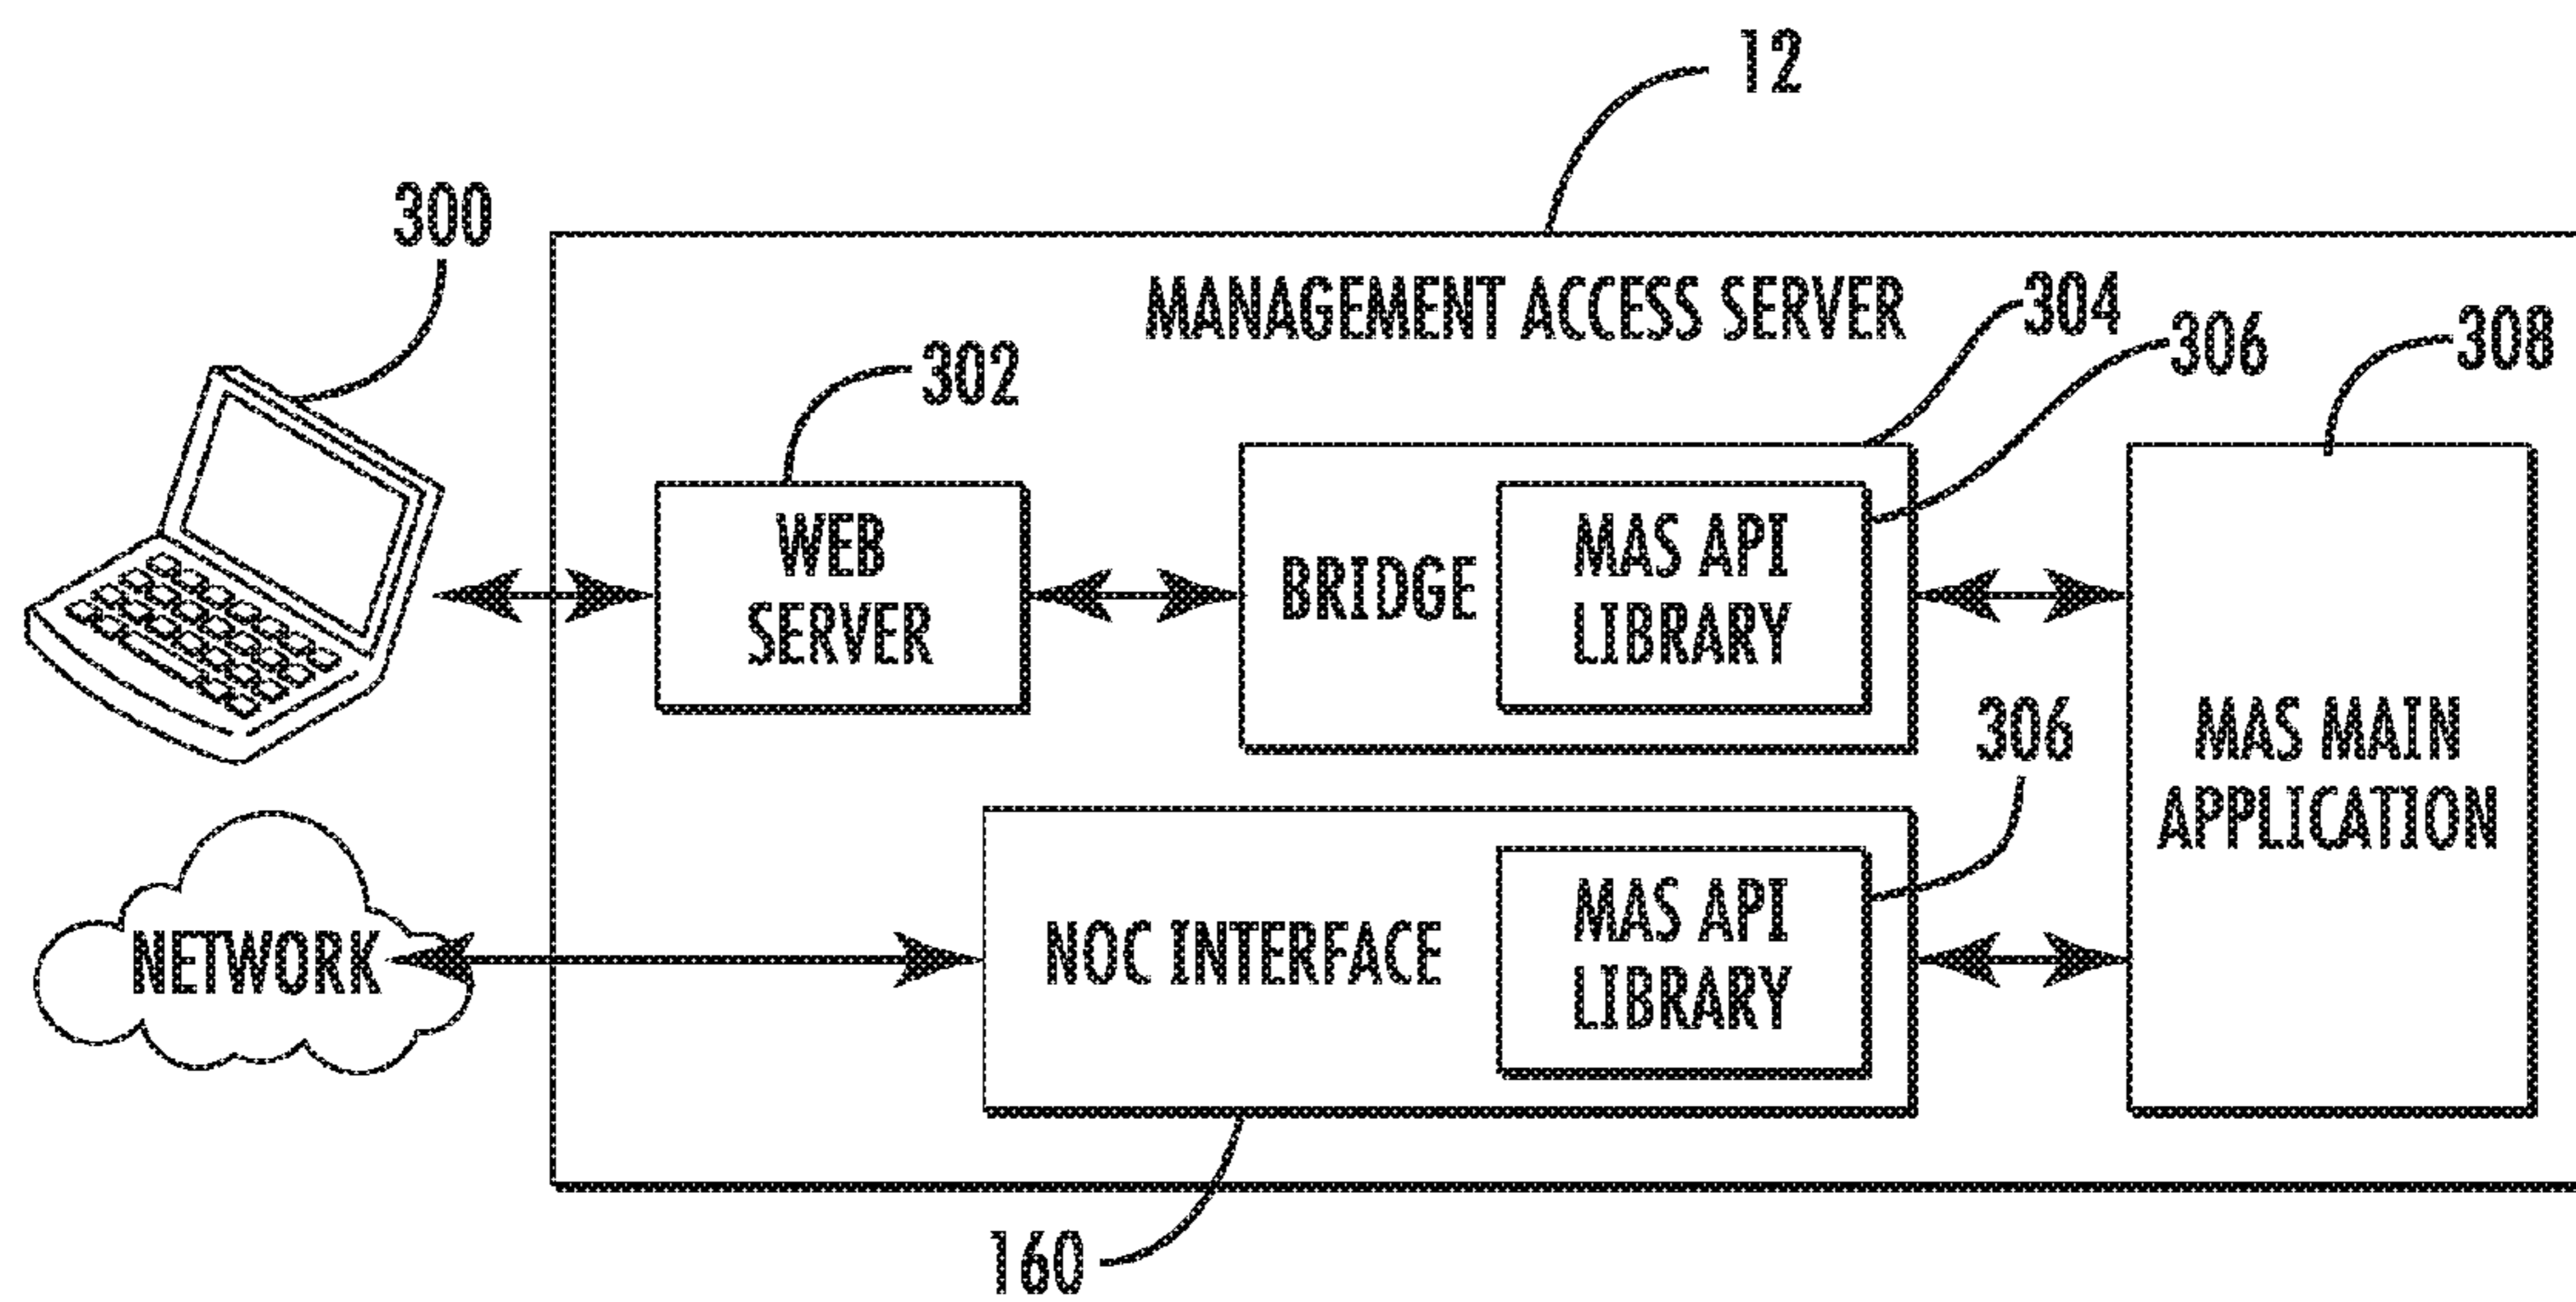 12
300
MANAGEMENT ACCESS SERVER
304
306
308
302
WEB
SERVER
BRIDGE
MAS API
LIBRARY
306
MAS MAIN
APPLICATION
NETWORK
NOC INTERFACE
MAS API
LIBRARY
160